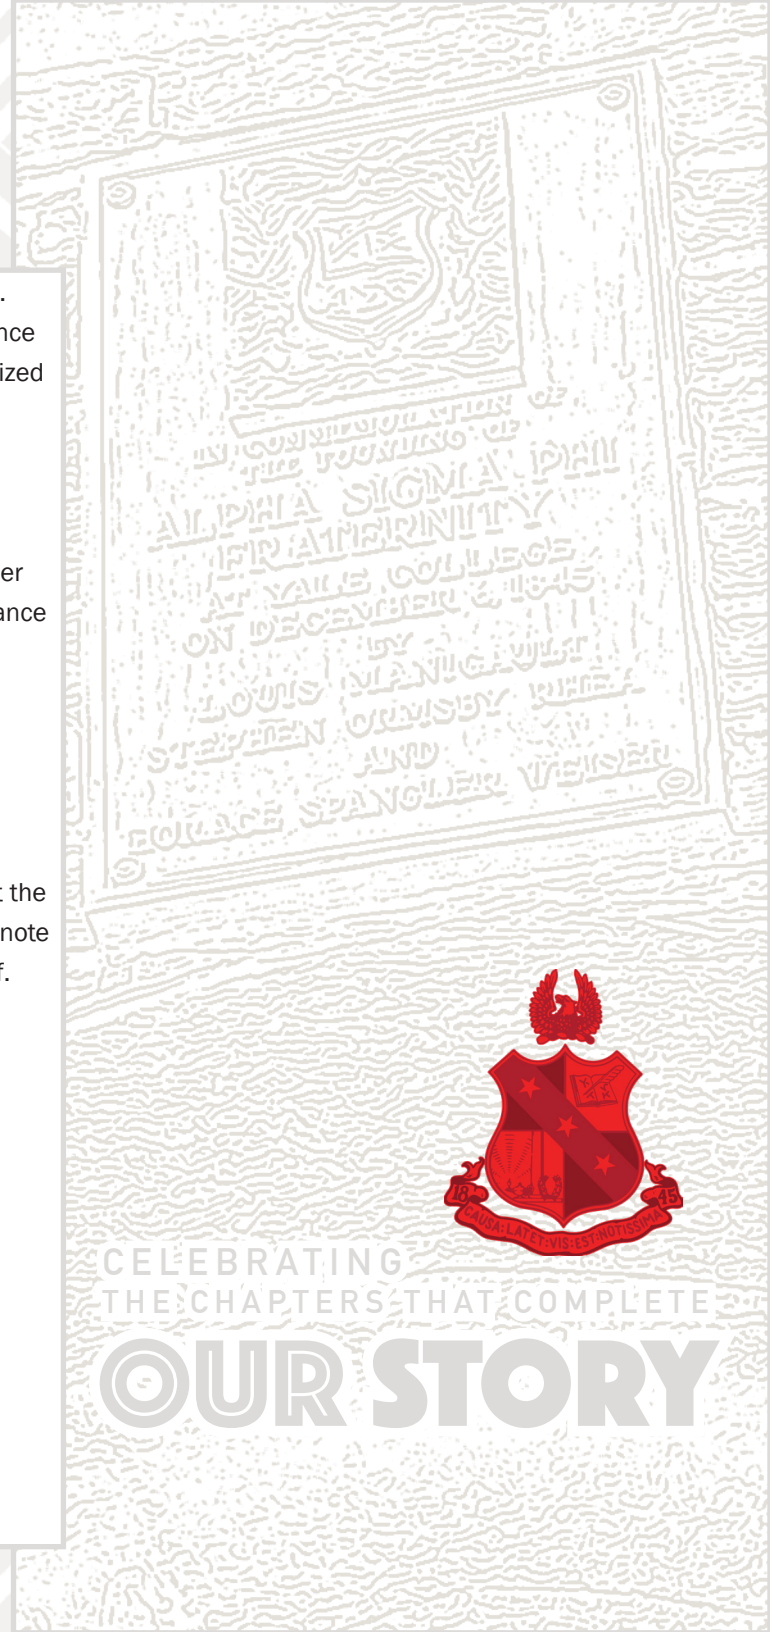 .
nce
ized
er
ance
t the
note
f.
IN COMMEMORATION OF
THE FOUNDING OF
ALPHA SIGMA PHI
FRATERNITY
AT YALE COLLEGE
ON DECEMBER 6, 1845
BY
LOUIS MANIGAULT
STEPHEN ORMSBY RHEA
AND
HORACE SPANGLER WEISER
18 45
CAUSA:LATET:VIS:EST:NOTISSIMA
CELEBRATING
THE CHAPTERS THAT COMPLETE
OUR STORY